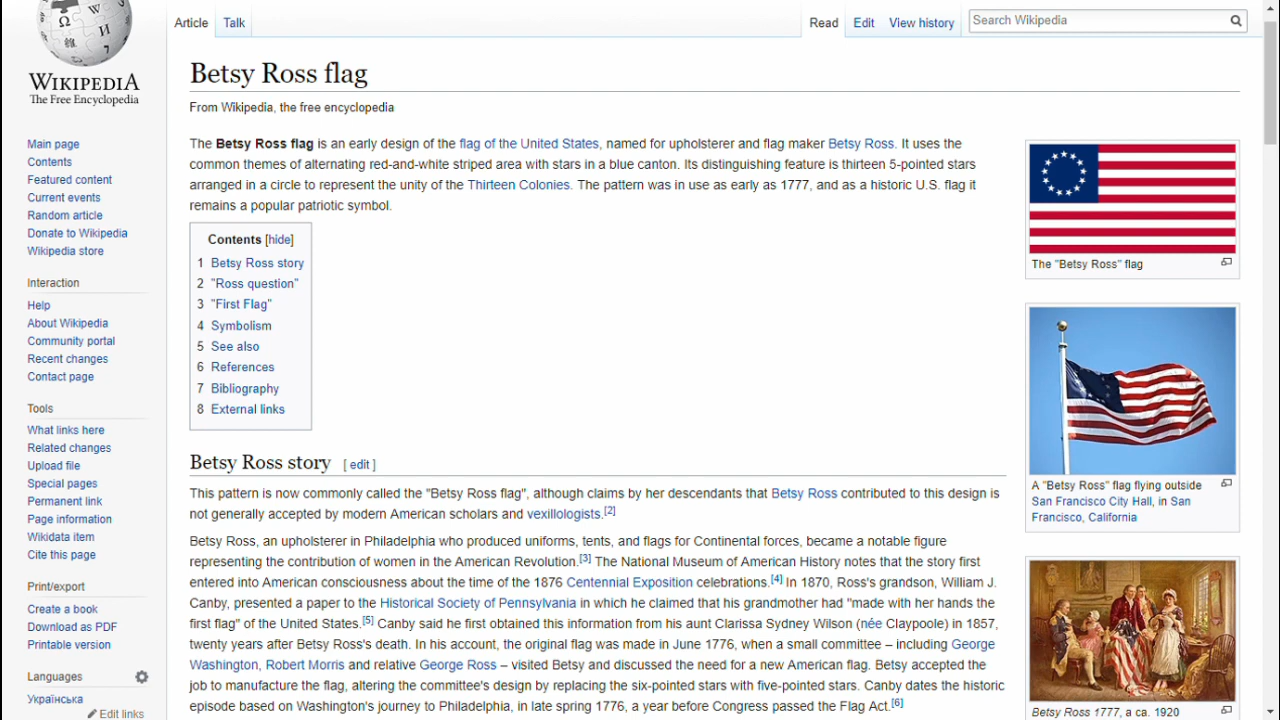 Article
Talk
Read
Edit
View history
Search Wikipedia
WIKIPEDIA
The Free Encyclopedia
Main page
Contents
Featured content
Current events
Random article
Donate to Wikipedia
Wikipedia store
Interaction
Help
About Wikipedia
Community portal
Recent changes
Contact page
Tools
What links here
Related changes
Upload file
Special pages
Permanent link
Page information
Wikidata item
Cite this page
Print/export
Create a book
Download as PDF
Printable version
Languages
Українська
Edit links
Betsy Ross flag
From Wikipedia, the free encyclopedia
The Betsy Ross flag is an early design of the flag of the United States, named for upholsterer and flag maker Betsy Ross. It uses the
common themes of alternating red-and-white striped area with stars in a blue canton. Its distinguishing feature is thirteen 5-pointed stars
arranged in a circle to represent the unity of the Thirteen Colonies. The pattern was in use as early as 1777, and as a historic U.S. flag it
remains a popular patriotic symbol.
Contents [hide]
1 Betsy Ross story
2 "Ross question"
3 "First Flag"
4 Symbolism
5 See also
6 References
7 Bibliography
8 External links
Betsy Ross story [ edit ]
This pattern is now commonly called the "Betsy Ross flag", although claims by her descendants that Betsy Ross contributed to this design is
not generally accepted by modern American scholars and vexillologists.[2]
Betsy Ross, an upholsterer in Philadelphia who produced uniforms, tents, and flags for Continental forces, became a notable figure
representing the contribution of women in the American Revolution.[3] The National Museum of American History notes that the story first
entered into American consciousness about the time of the 1876 Centennial Exposition celebrations.[4] In 1870, Ross's grandson, William J.
Canby, presented a paper to the Historical Society of Pennsylvania in which he claimed that his grandmother had "made with her hands the
first flag" of the United States.[5] Canby said he first obtained this information from his aunt Clarissa Sydney Wilson (née Claypoole) in 1857,
twenty years after Betsy Ross's death. In his account, the original flag was made in June 1776, when a small committee – including George
Washington, Robert Morris and relative George Ross – visited Betsy and discussed the need for a new American flag. Betsy accepted the
job to manufacture the flag, altering the committee's design by replacing the six-pointed stars with five-pointed stars. Canby dates the historic
episode based on Washington's journey to Philadelphia, in late spring 1776, a year before Congress passed the Flag Act.[6]
The "Betsy Ross" flag
A "Betsy Ross" flag flying outside
San Francisco City Hall, in San
Francisco, California
Betsy Ross 1777, a ca. 1920